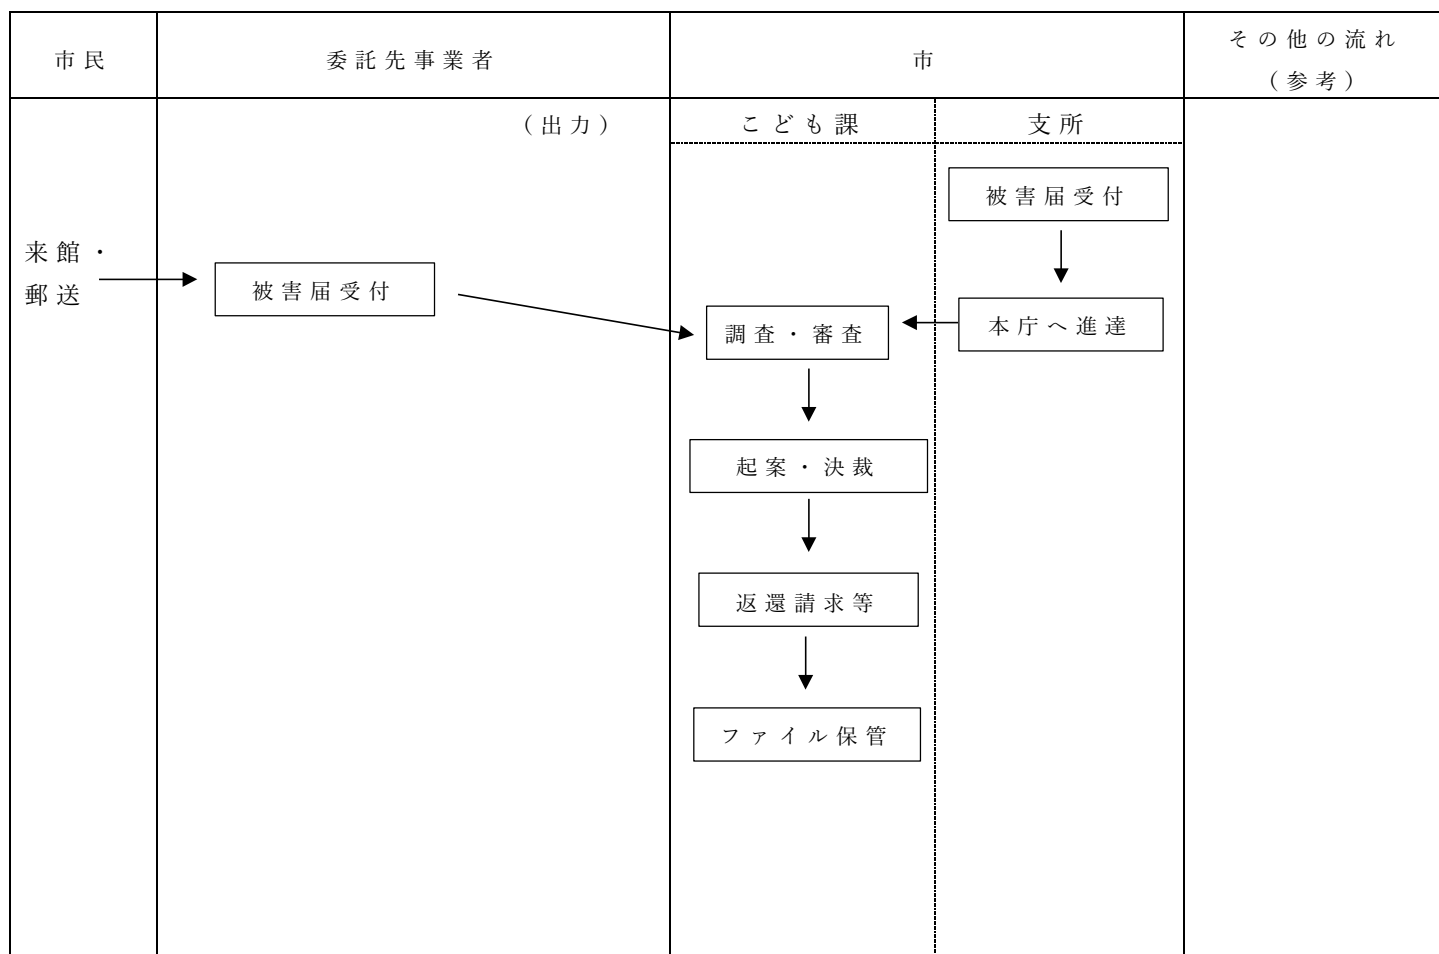 市民
委託先事業者
市
その他の流れ
(参考)
(出力)
こども課
支所
被害届受付
来館・
郵送
被害届受付
本庁へ進達
調査・審査
起案・決裁
返還請求等
ファイル保管